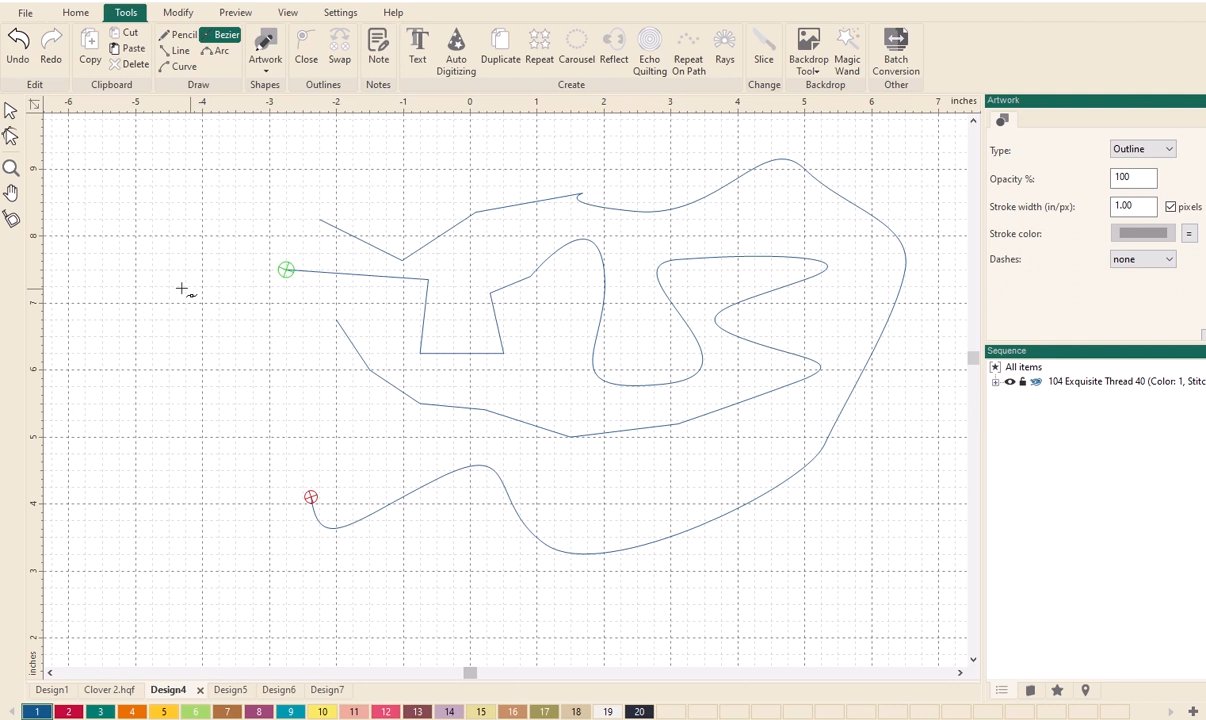 File Home Tools Modify Preview View Settings Help
Undo Redo Copy Cut Paste Delete Pencil Bezier Line Arc Curve Artwork Close Swap Note Text Auto Digitizing Duplicate Repeat Carousel Reflect Echo Quilting Repeat On Path Rays Slice Backdrop Tool Magic Wand Batch Conversion
Edit Clipboard Draw Shapes Outlines Notes Create Change Backdrop Other
-6 -5 -4 -3 -2 -1 0 1 2 3 4 5 6 7 inches
9
8
7
6
5
4
3
2
inches
Artwork
Type: Outline
Opacity %: 100
Stroke width (in/px): 1.00 pixels
Stroke color: =
Dashes: none
Sequence
All items
104 Exquisite Thread 40 (Color: 1, Stitc
Design1 Clover 2.hqf Design4 Design5 Design6 Design7
1 2 3 4 5 6 7 8 9 10 11 12 13 14 15 16 17 18 19 20